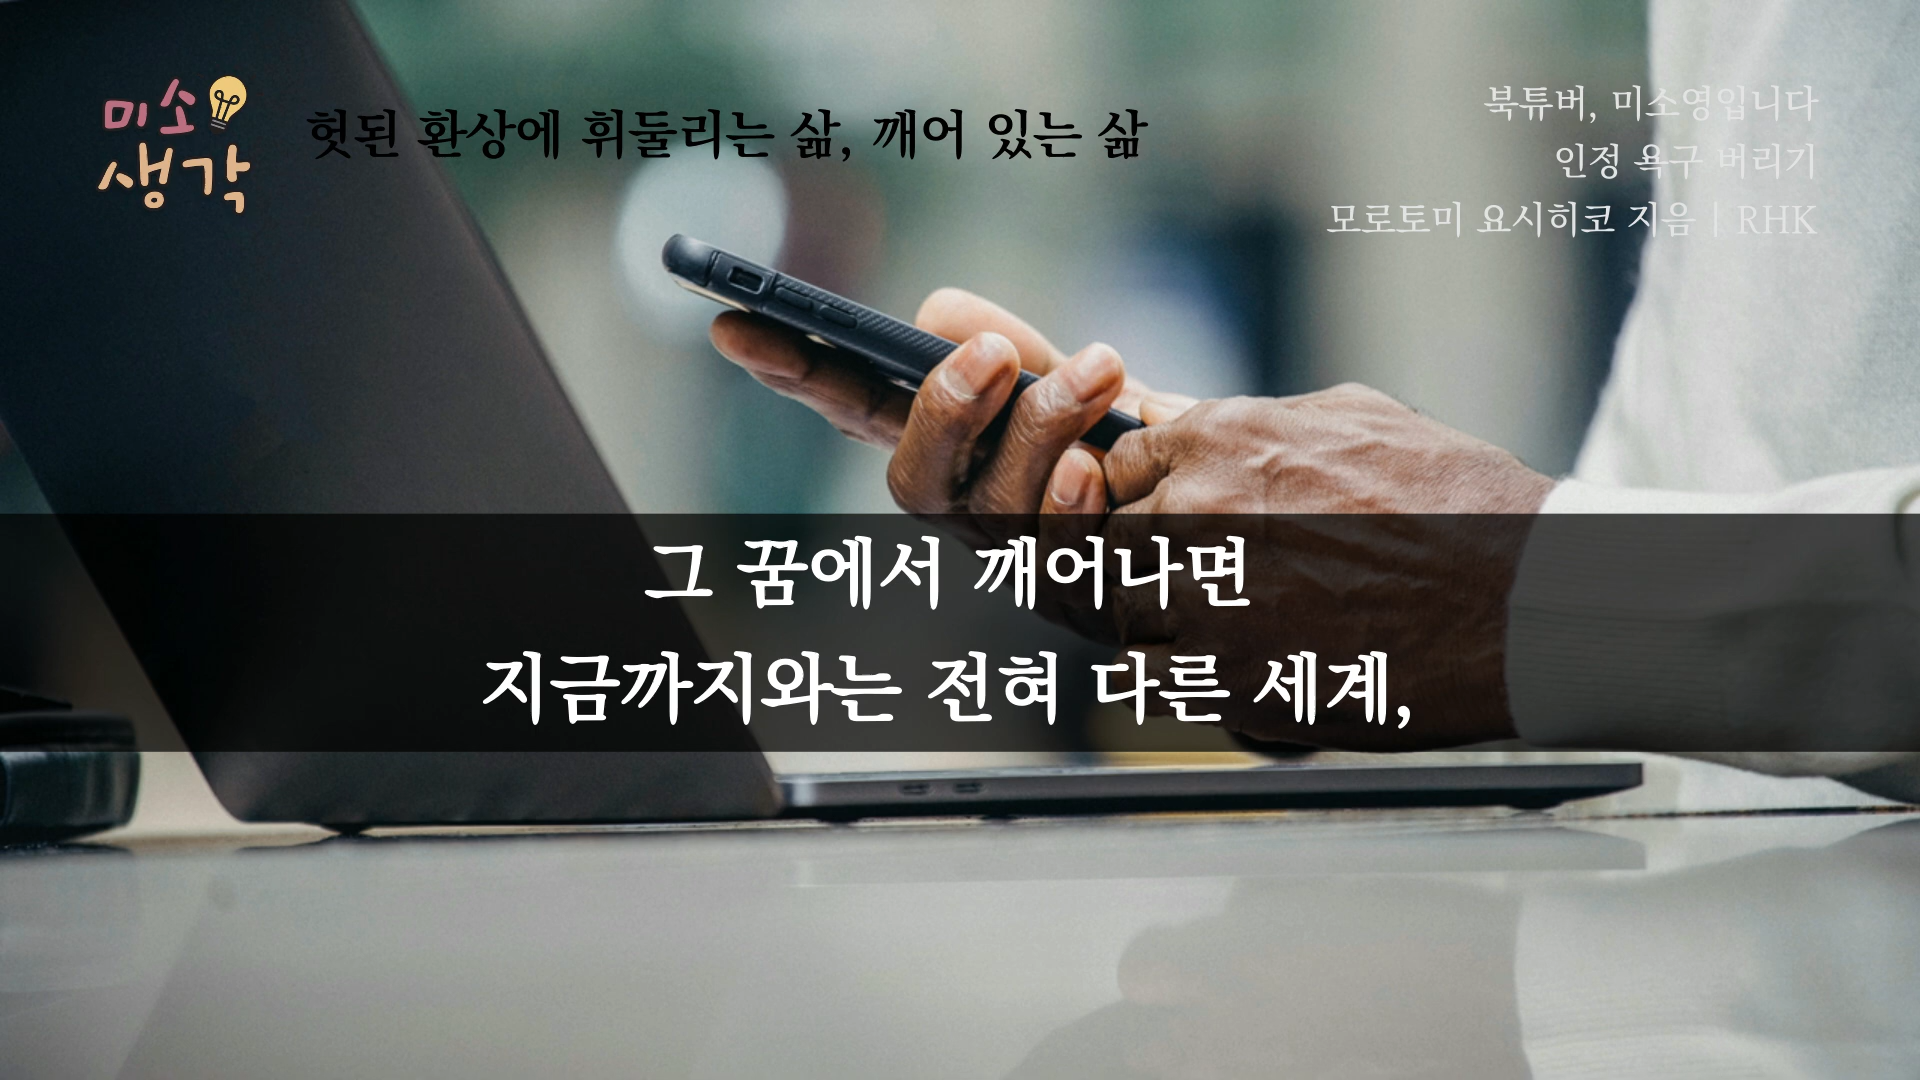 미소
생각
헛된 환상에 휘둘리는 삶, 깨어 있는 삶
북튜버, 미소영입니다
인정 욕구 버리기
모로토미 요시히코 지음 | RHK
그 꿈에서 깨어나면
지금까지와는 전혀 다른 세계,